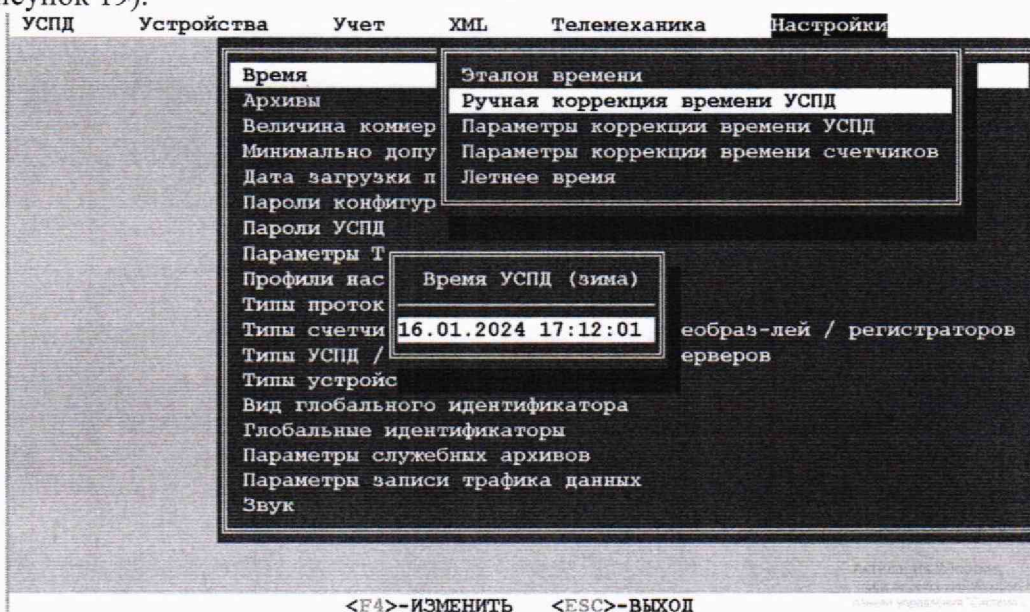 исунок 19).
УСПД Устройства Учет XML Телемеханика Настройки
Время
Архивы
Величина коммер
Минимально допу
Дата загрузки п
Пароли конфигур
Пароли УСПД
Параметры Т
Профили нас
Типы проток
Типы счетчи еобраз-лей / регистраторов
Типы УСПД / ерверов
Типы устройс
Вид глобального идентификатора
Глобальные идентификаторы
Параметры служебных архивов
Параметры записи трафика данных
Звук
Эталон времени
Ручная коррекция времени УСПД
Параметры коррекции времени УСПД
Параметры коррекции времени счетчиков
Летнее время
Время УСПД (зима)
16.01.2024 17:12:01
<F4>-ИЗМЕНИТЬ <ESC>-ВЫХОД